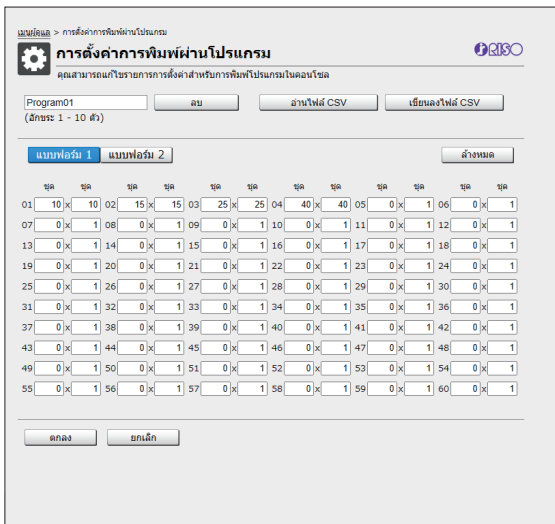 เมนูผู้ดูแล > การตั้งค่าการพิมพ์ผ่านโปรแกรม
การตั้งค่าการพิมพ์ผ่านโปรแกรม
RISO
คุณสามารถแก้ไขรายการการตั้งค่าสำหรับการพิมพ์โปรแกรมในคอนโซล
Program01 ลบ อ่านไฟล์ CSV เขียนลงไฟล์ CSV
(อักขระ 1 - 10 ตัว)
แบบฟอร์ม 1 แบบฟอร์ม 2 ล้างหมด
ชุด ชุด ชุด ชุด ชุด ชุด ชุด ชุด ชุด ชุด ชุด ชุด
01 10 x 10 02 15 x 15 03 25 x 25 04 40 x 40 05 0 x 1 06 0 x 1
07 0 x 1 08 0 x 1 09 0 x 1 10 0 x 1 11 0 x 1 12 0 x 1
13 0 x 1 14 0 x 1 15 0 x 1 16 0 x 1 17 0 x 1 18 0 x 1
19 0 x 1 20 0 x 1 21 0 x 1 22 0 x 1 23 0 x 1 24 0 x 1
25 0 x 1 26 0 x 1 27 0 x 1 28 0 x 1 29 0 x 1 30 0 x 1
31 0 x 1 32 0 x 1 33 0 x 1 34 0 x 1 35 0 x 1 36 0 x 1
37 0 x 1 38 0 x 1 39 0 x 1 40 0 x 1 41 0 x 1 42 0 x 1
43 0 x 1 44 0 x 1 45 0 x 1 46 0 x 1 47 0 x 1 48 0 x 1
49 0 x 1 50 0 x 1 51 0 x 1 52 0 x 1 53 0 x 1 54 0 x 1
55 0 x 1 56 0 x 1 57 0 x 1 58 0 x 1 59 0 x 1 60 0 x 1
ตกลง ยกเลิก